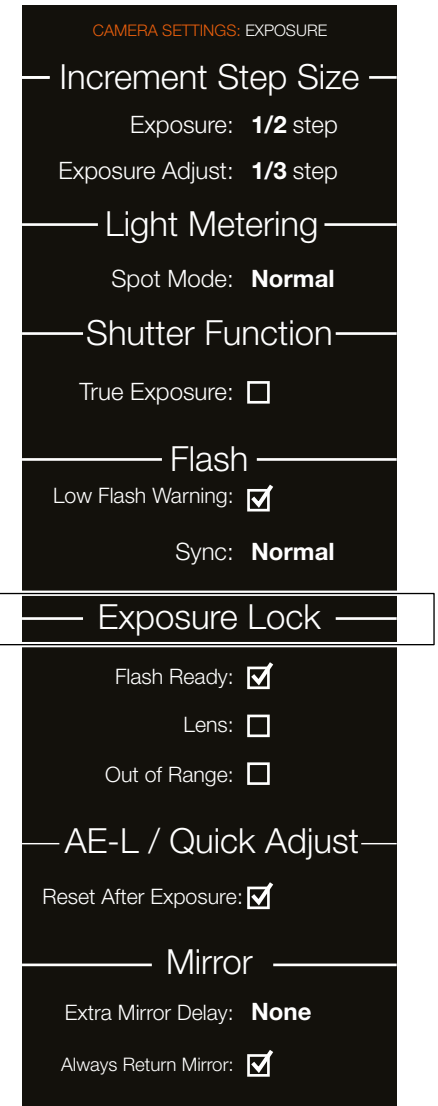 CAMERA SETTINGS: EXPOSURE
Increment Step Size
Exposure: 1/2 step
Exposure Adjust: 1/3 step
Light Metering
Spot Mode: Normal
Shutter Function
True Exposure:
Flash
Low Flash Warning:
Sync: Normal
Exposure Lock
Flash Ready:
Lens:
Out of Range:
AE-L / Quick Adjust
Reset After Exposure:
Mirror
Extra Mirror Delay: None
Always Return Mirror: